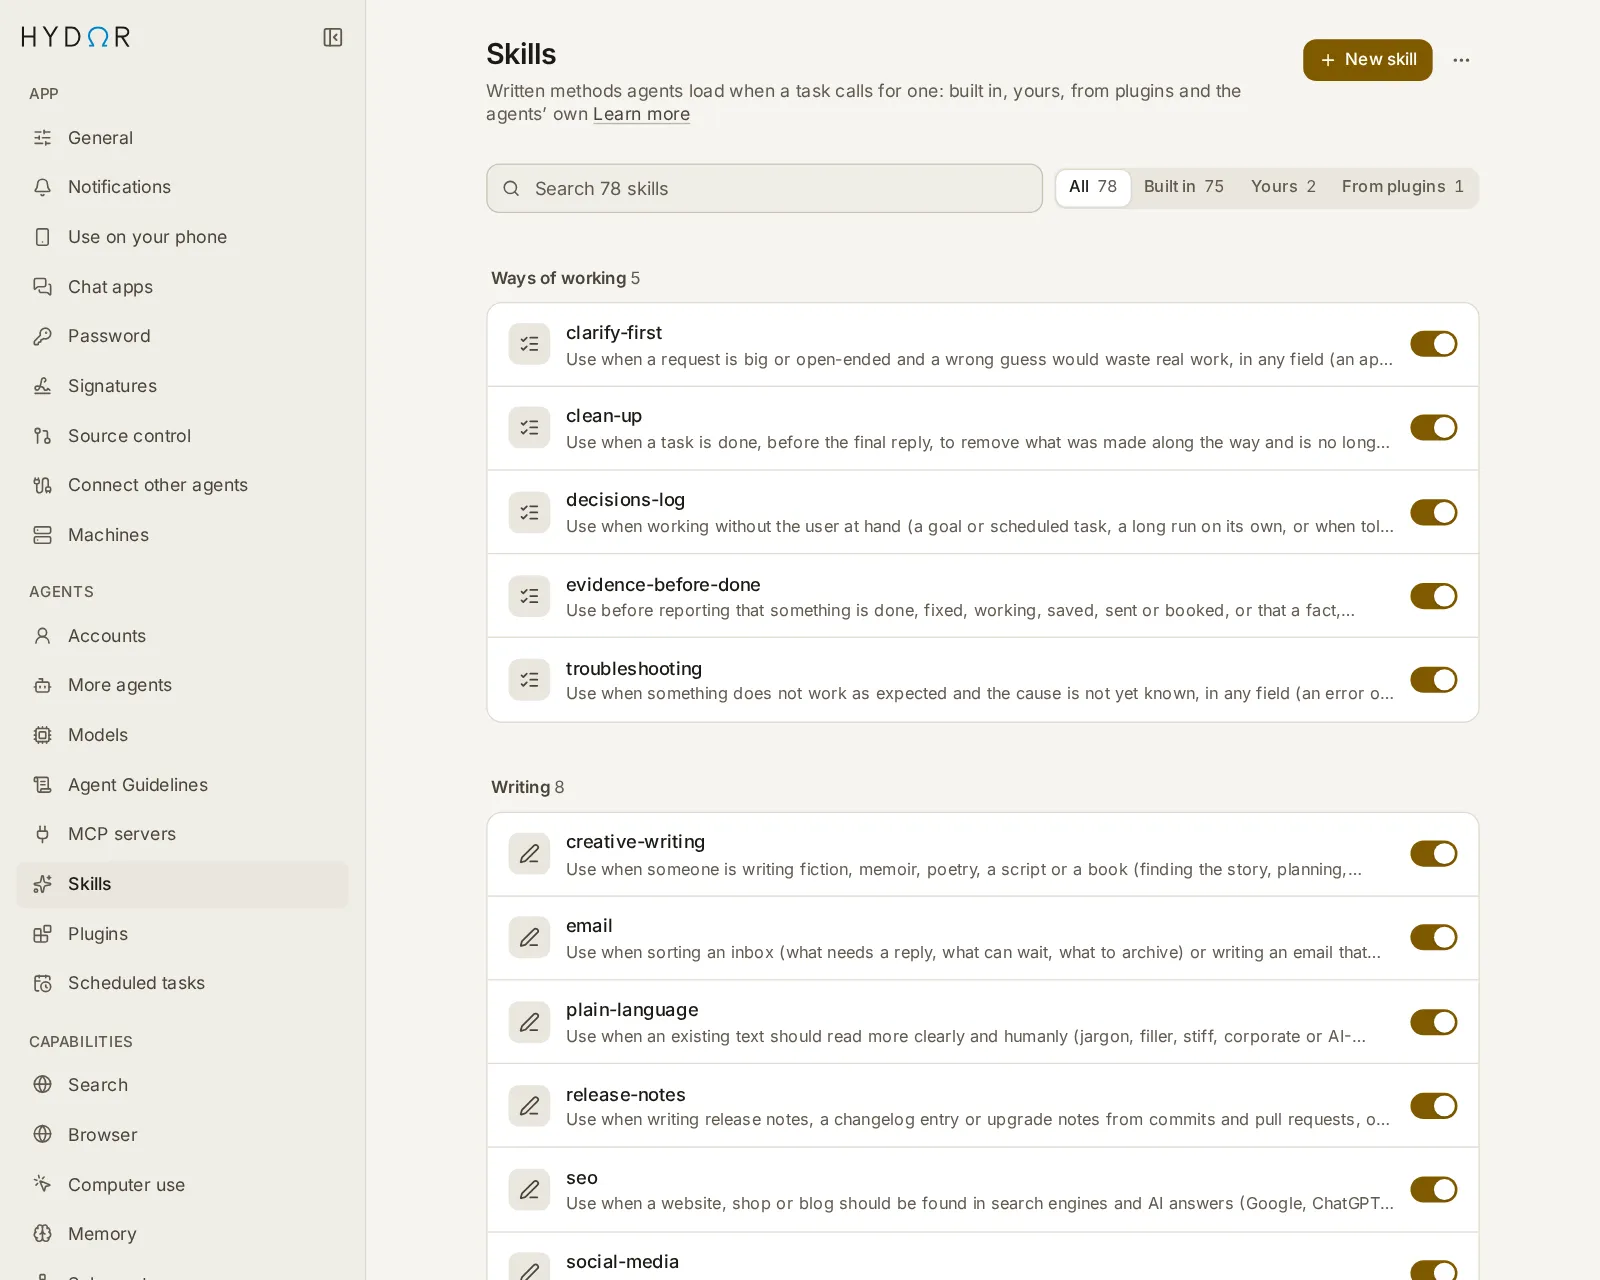 HYDΩR
APP
General
Notifications
Use on your phone
Chat apps
Password
Signatures
Source control
Connect other agents
Machines
AGENTS
Accounts
More agents
Models
Agent Guidelines
MCP servers
Skills
Plugins
Scheduled tasks
CAPABILITIES
Search
Browser
Computer use
Memory
Skills
New skill
Written methods agents load when a task calls for one: built in, yours, from plugins and the
agents’ own Learn more
Search 78 skills
All 78 Built in 75 Yours 2 From plugins 1
Ways of working 5
clarify-first
Use when a request is big or open-ended and a wrong guess would waste real work, in any field (an ap...
clean-up
Use when a task is done, before the final reply, to remove what was made along the way and is no long...
decisions-log
Use when working without the user at hand (a goal or scheduled task, a long run on its own, or when tol...
evidence-before-done
Use before reporting that something is done, fixed, working, saved, sent or booked, or that a fact,...
troubleshooting
Use when something does not work as expected and the cause is not yet known, in any field (an error o...
Writing 8
creative-writing
Use when someone is writing fiction, memoir, poetry, a script or a book (finding the story, planning,...
email
Use when sorting an inbox (what needs a reply, what can wait, what to archive) or writing an email that...
plain-language
Use when an existing text should read more clearly and humanly (jargon, filler, stiff, corporate or AI-...
release-notes
Use when writing release notes, a changelog entry or upgrade notes from commits and pull requests, o...
seo
Use when a website, shop or blog should be found in search engines and AI answers (Google, ChatGPT...
social-media